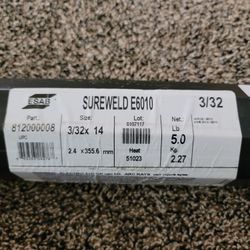 ESAB
SUREWELD E6010
3/32
Part:
812000008
UPC
Size:
3/32x 14
2.4 x355.6 mm
Lot:
Heat
51023
Net:
Lb
5.0
Kg
2.27